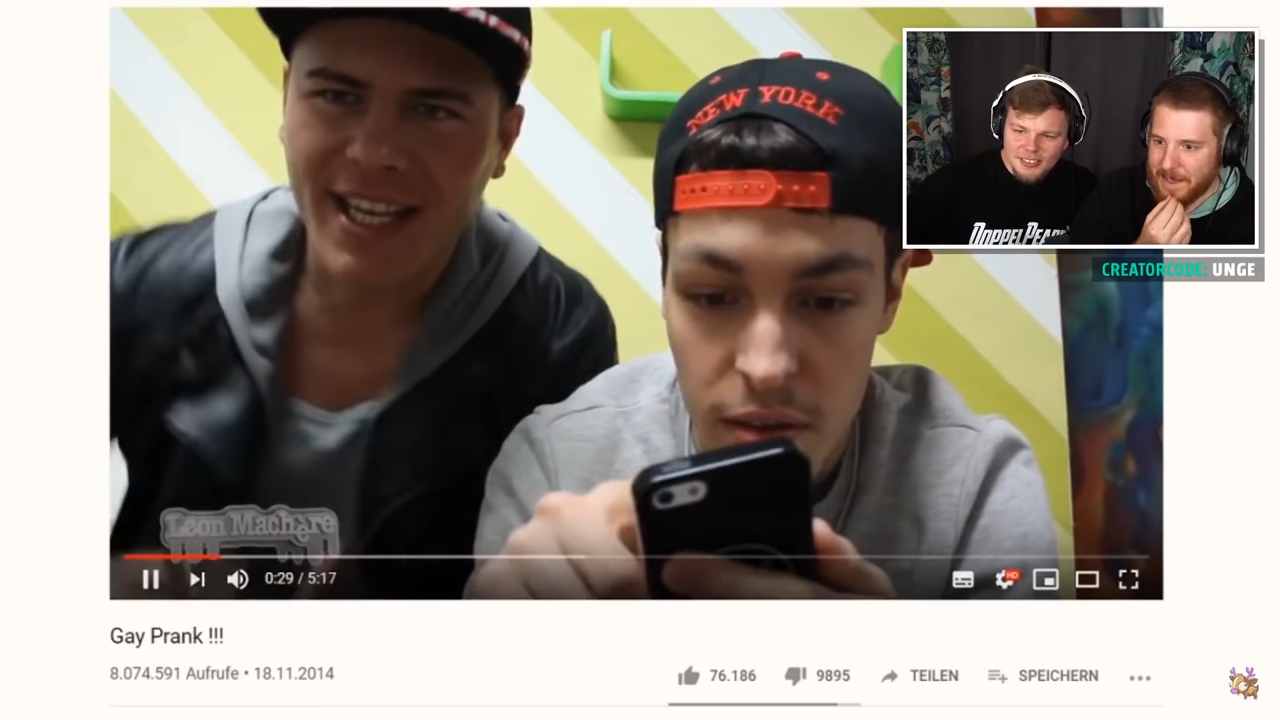 NEW YORK
DOPPELPEA
CREATORCODE: UNGE
Leon Machère
0:29 / 5:17
HD
Gay Prank !!!
8.074.591 Aufrufe • 18.11.2014
76.186
9895
TEILEN
SPEICHERN